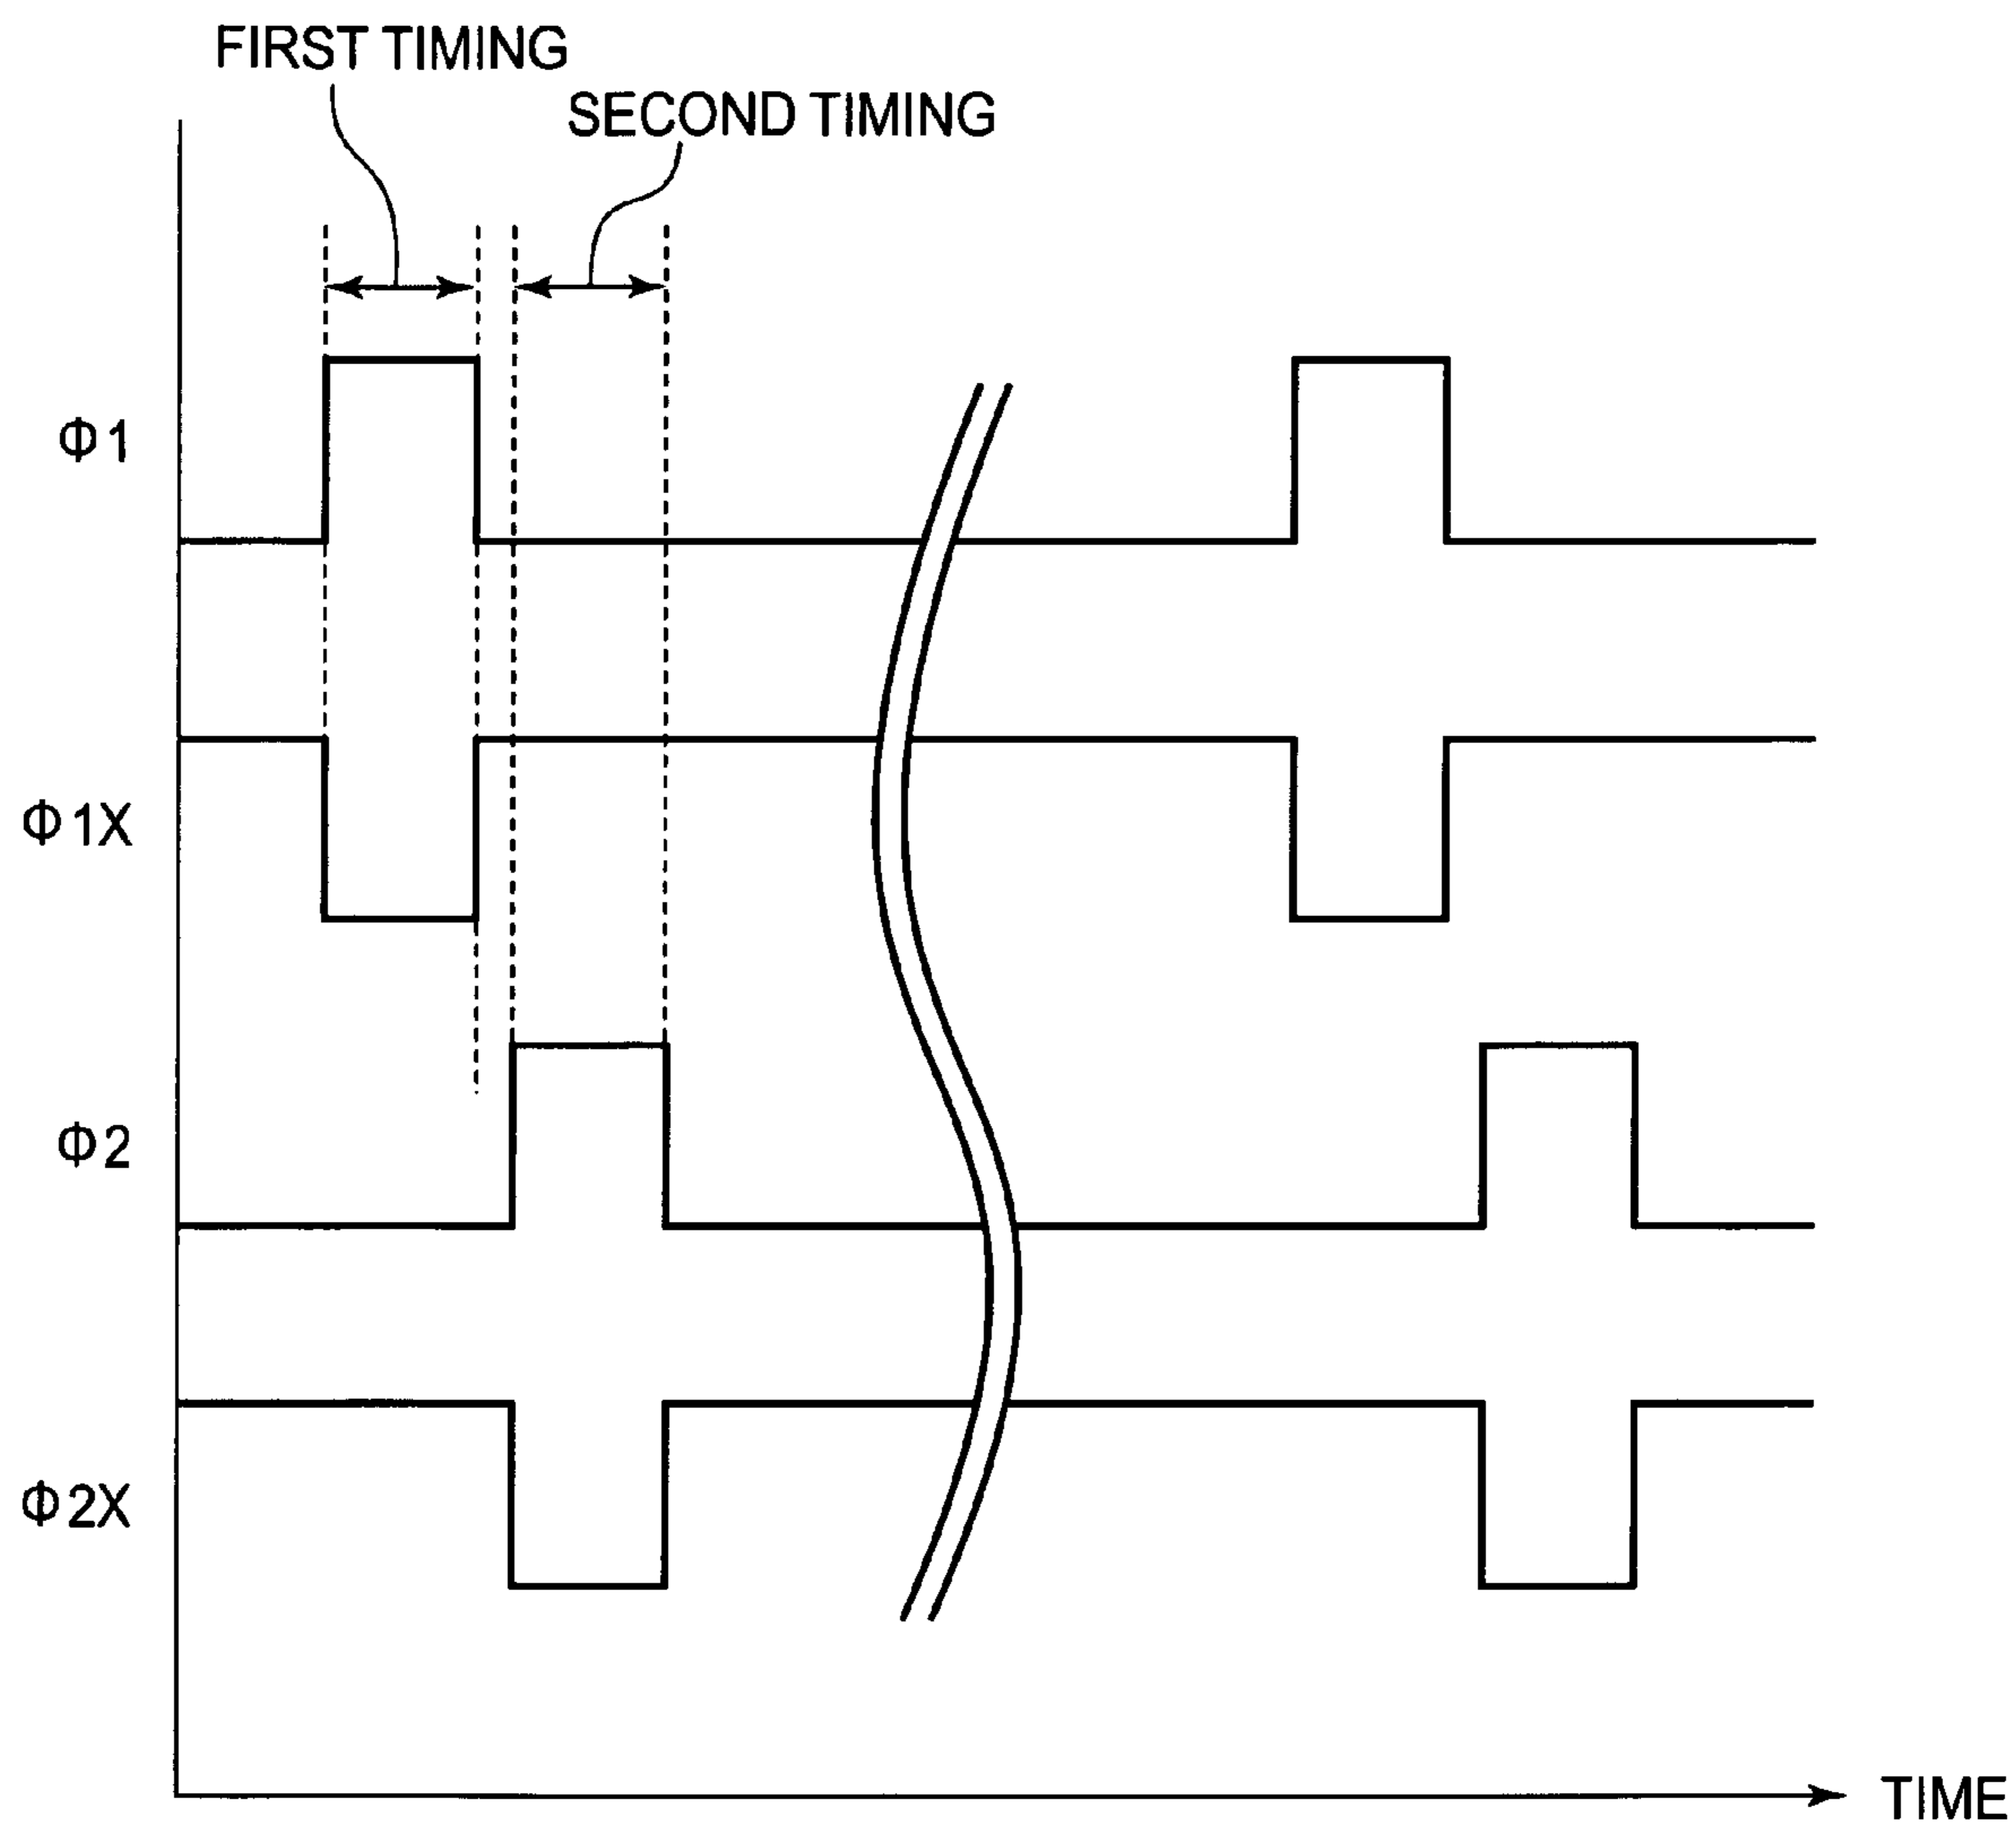 FIRST TIMING
SECOND TIMING
Φ1
Φ1X
Φ2
Φ2X
TIME